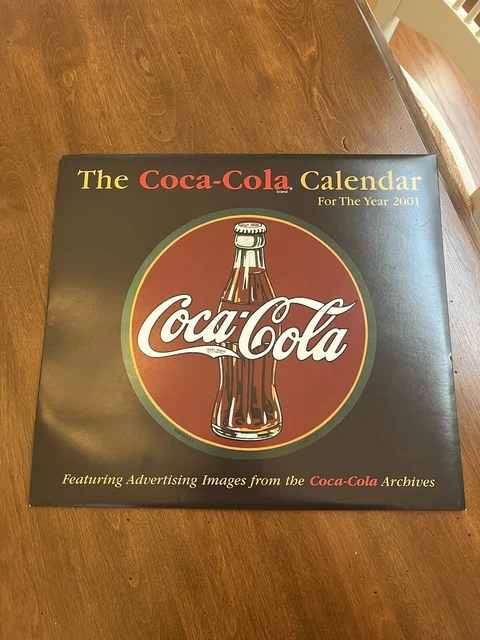 The Coca-Cola Calendar
brand
For The Year 2001
Coca-Cola
Featuring Advertising Images from the Coca-Cola Archives